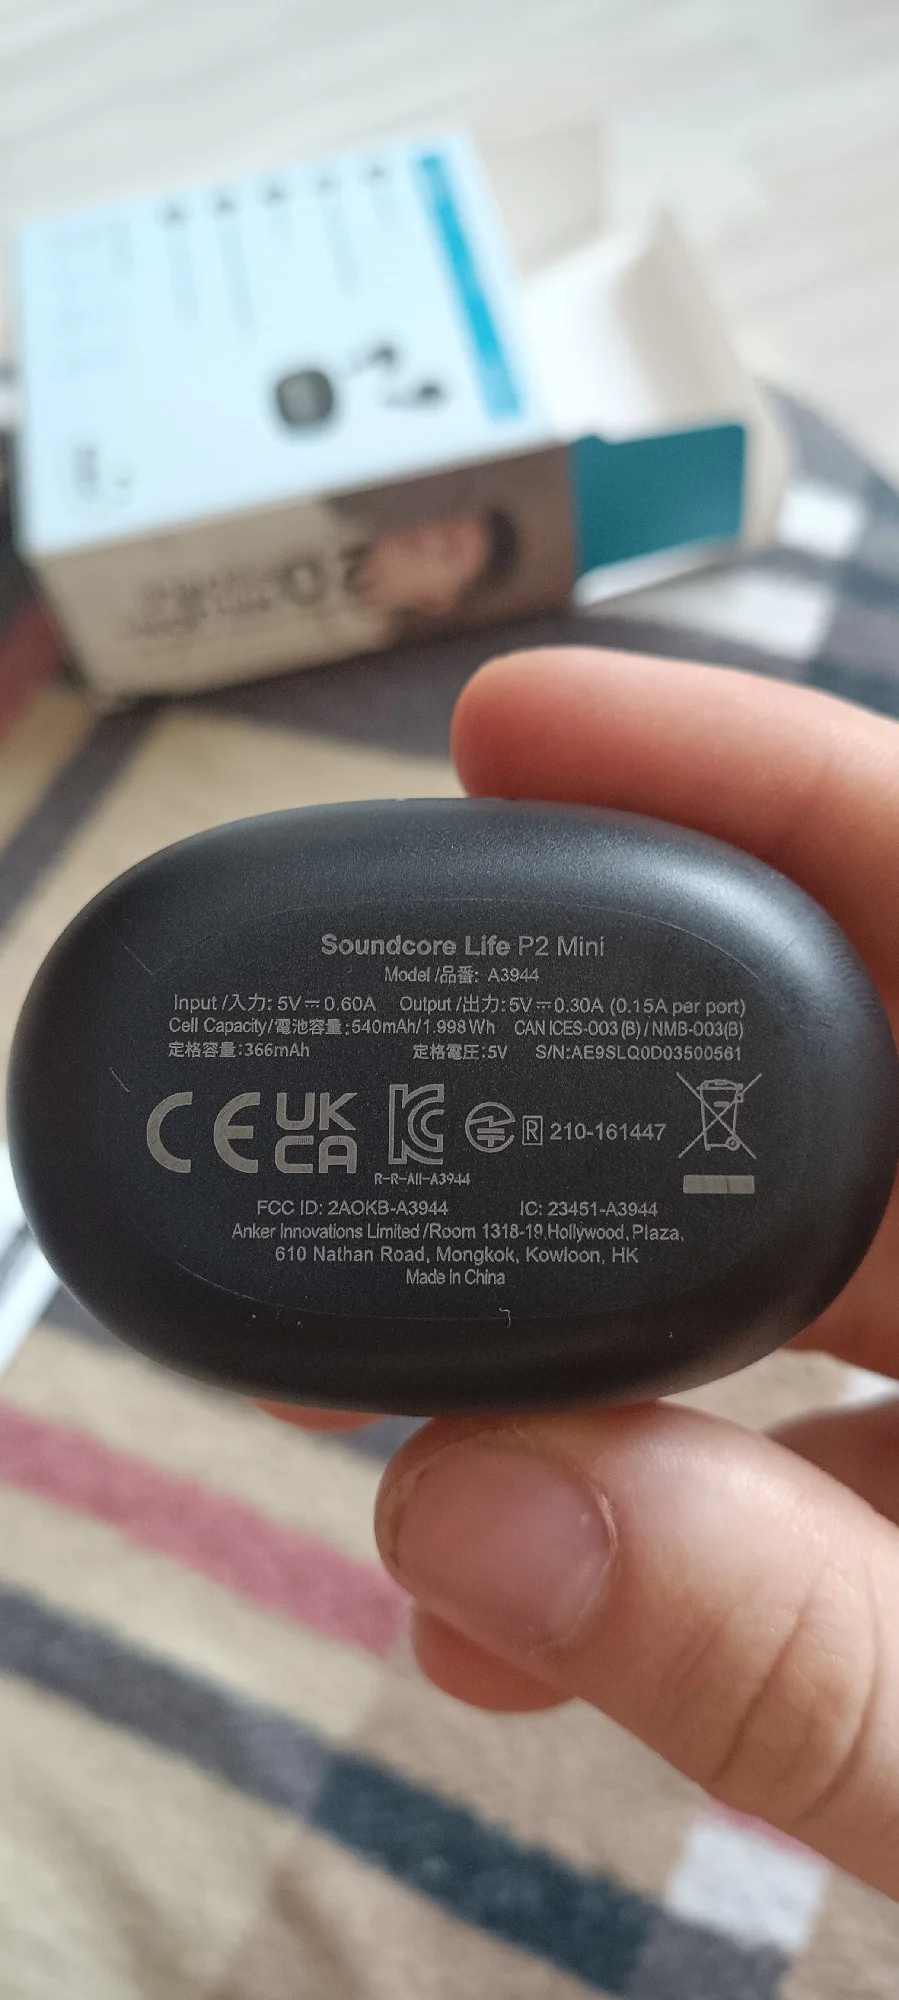 20
Soundcore Life P2 Mini
Model /品番: A3944
Input /入力: 5V⎓0.60A Output /出力: 5V⎓0.30A (0.15A per port)
Cell Capacity/電池容量:540mAh/1.998Wh CAN ICES-003 (B) / NMB-003(B)
定格容量:366mAh 定格電圧:5V S/N:AE9SLQ0D03500561
CE UK CA KC R 210-161447
R-R-AII-A3944
FCC ID: 2AOKB-A3944 IC: 23451-A3944
Anker Innovations Limited /Room 1318-19,Hollywood,Plaza,
610 Nathan Road, Mongkok, Kowloon, HK
Made In China